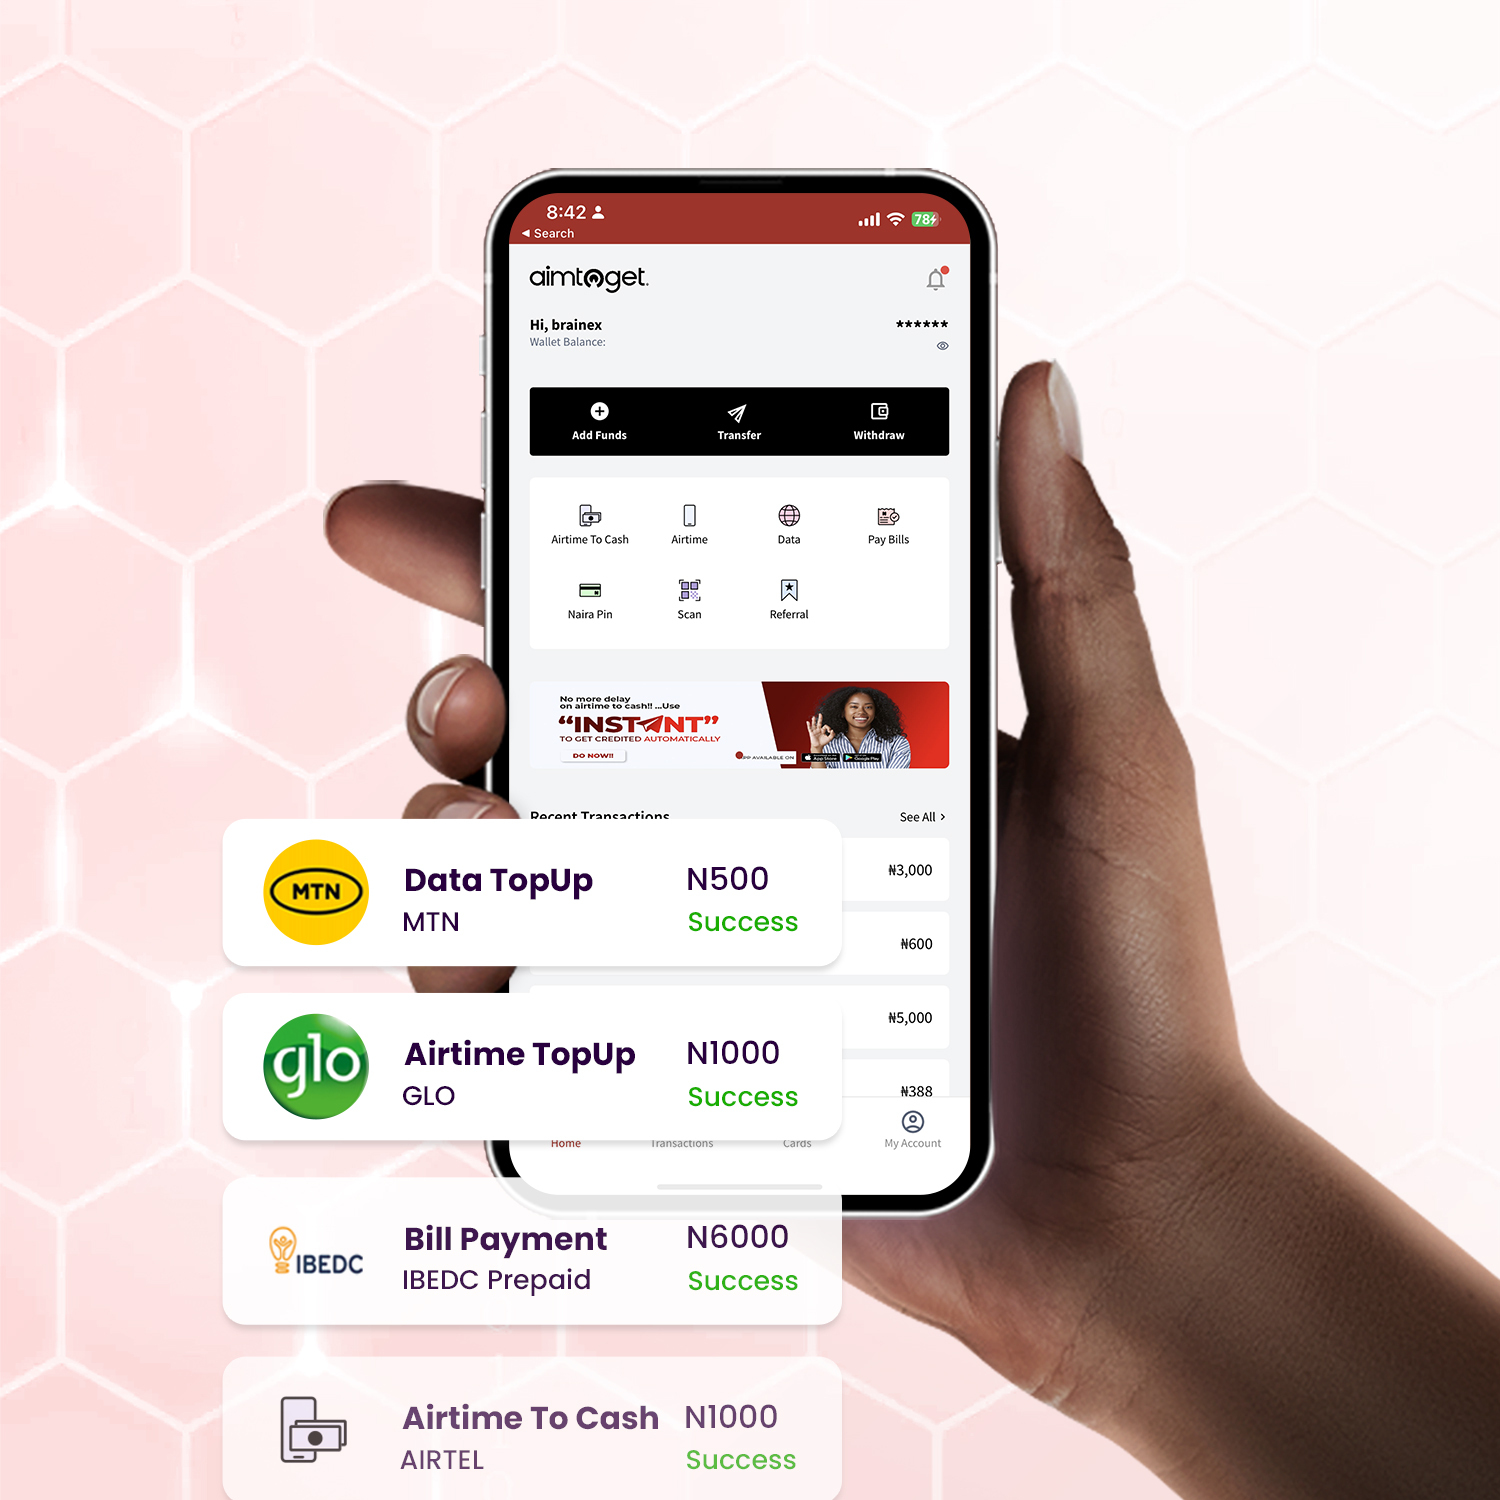 8:42
78
◀ Search
aimtoget.
Hi, brainex
******
Wallet Balance:
Add Funds
Transfer
Withdraw
Airtime To Cash
Airtime
Data
Pay Bills
Naira Pin
Scan
Referral
No more delay
on airtime to cash!! ...Use
“INSTANT”
TO GET CREDITED AUTOMATICALLY
DO NOW!!
PP AVAILABLE ON
App Store
Google Play
Recent Transactions
See All >
₦3,000
₦600
₦5,000
₦388
MTN
Data TopUp
N500
MTN
Success
glo
Airtime TopUp
N1000
GLO
Success
Home
Transactions
Cards
My Account
IBEDC
Bill Payment
N6000
IBEDC Prepaid
Success
Airtime To Cash
N1000
AIRTEL
Success